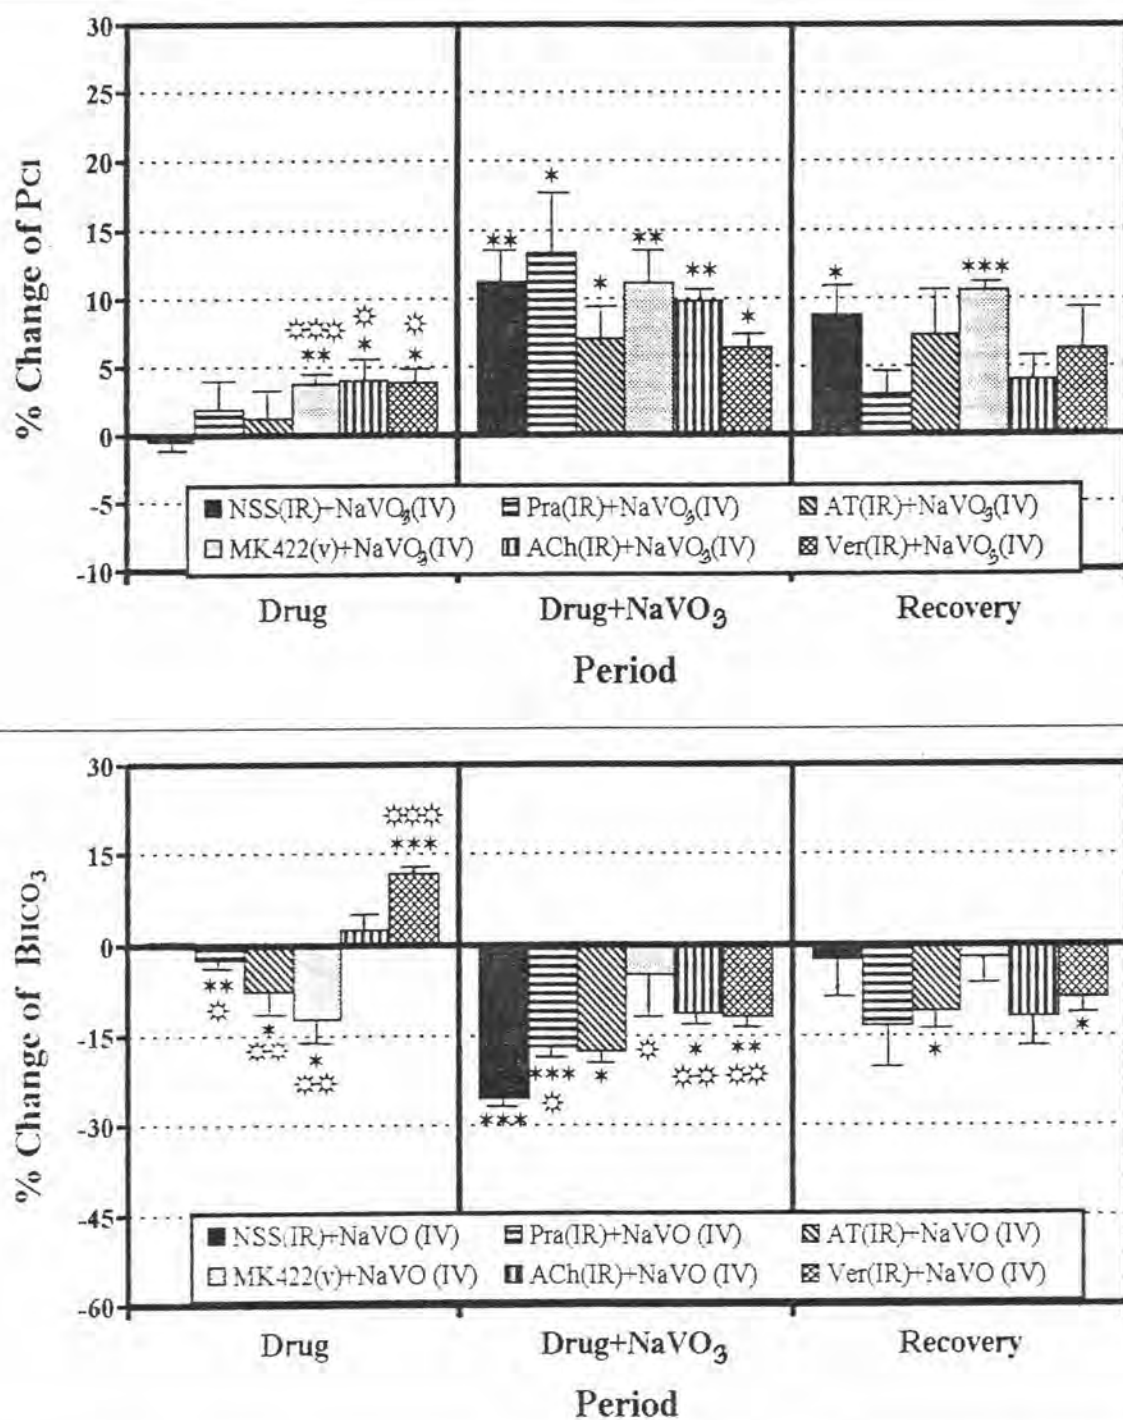 % Change of PCl
30
25
20
15
10
5
0
-5
-10
** * * ** ** *
* ***
☼☼☼ ☼ ☼
** * *
NSS(IR)+NaVO3(IV) Pra(IR)+NaVO3(IV) AT(IR)+NaVO3(IV)
MK422(v)+NaVO3(IV) ACh(IR)+NaVO3(IV) Ver(IR)+NaVO3(IV)
Drug Drug+NaVO3 Recovery
Period
% Change of BHCO3
30
15
0
-15
-30
-45
-60
☼☼☼
***
** * *
☼ ☼☼ ☼☼
*** *** * ☼ * **
☼ ☼☼ ☼☼
* *
NSS(IR)+NaVO (IV) Pra(IR)+NaVO (IV) AT(IR)+NaVO (IV)
MK422(v)+NaVO (IV) ACh(IR)+NaVO (IV) Ver(IR)+NaVO (IV)
Drug Drug+NaVO3 Recovery
Period